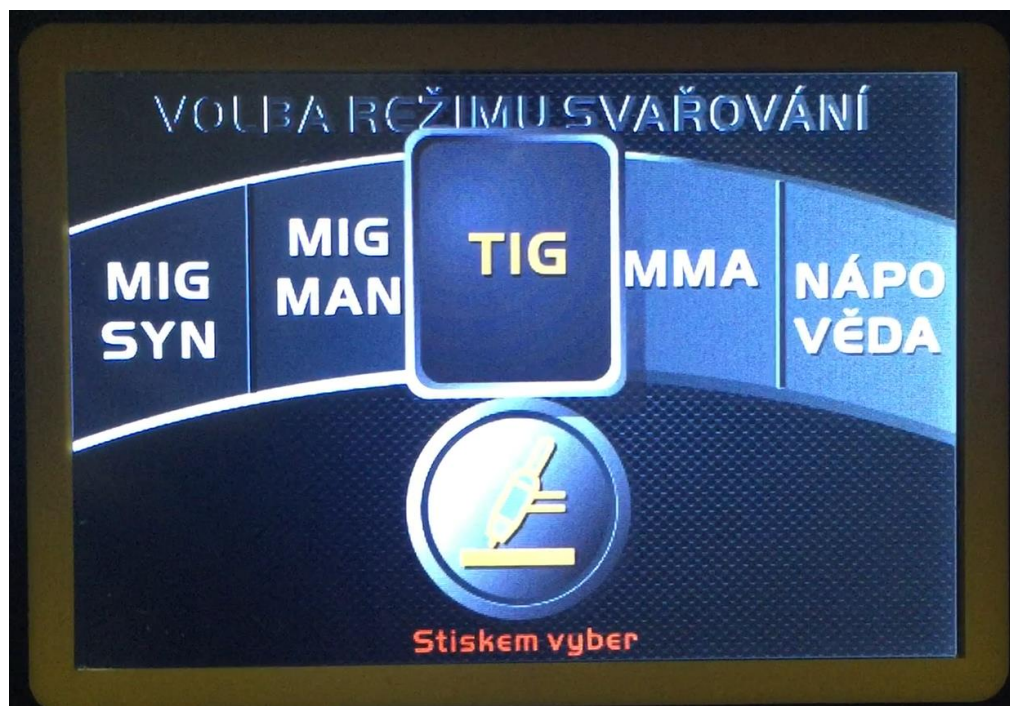 VOLBA REŽIMU SVAŘOVÁNÍ
MIG
SYN
MIG
MAN
TIG
MMA
NÁPO
VĚDA
Stiskem vyber